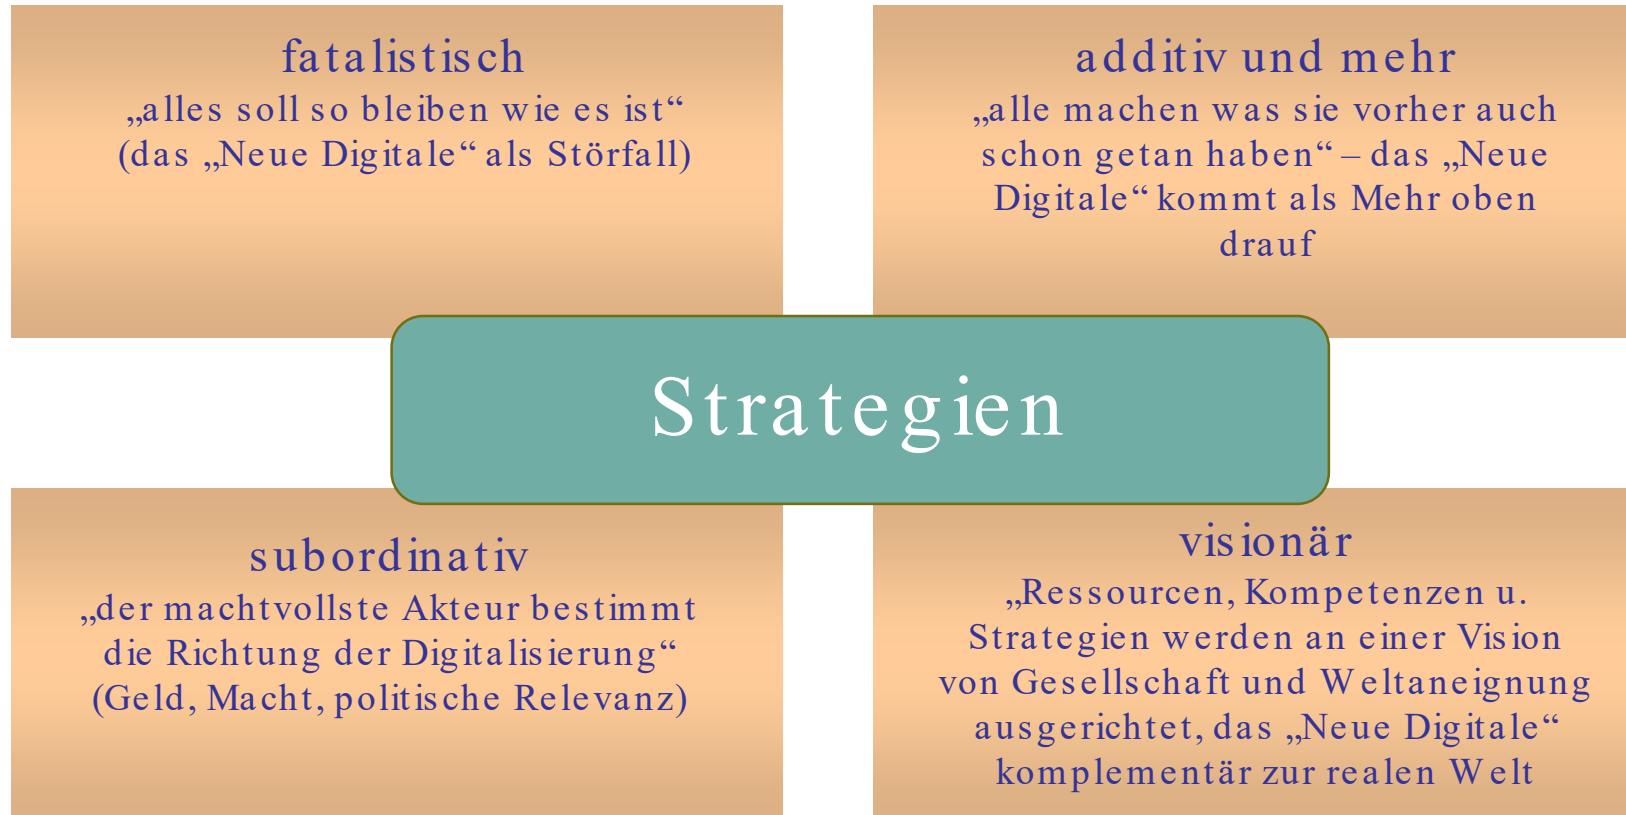 fatalistisch
„alles soll so bleiben wie es ist“
(das „Neue Digitale“ als Störfall)
additiv und mehr
„alle machen was sie vorher auch
schon getan haben“ – das „Neue
Digitale“ kommt als Mehr oben
drauf
Strategien
subordinativ
„der machtvollste Akteur bestimmt
die Richtung der Digitalisierung“
(Geld, Macht, politische Relevanz)
visionär
„Ressourcen, Kompetenzen u.
Strategien werden an einer Vision
von Gesellschaft und Weltaneignung
ausgerichtet, das „Neue Digitale“
komplementär zur realen Welt